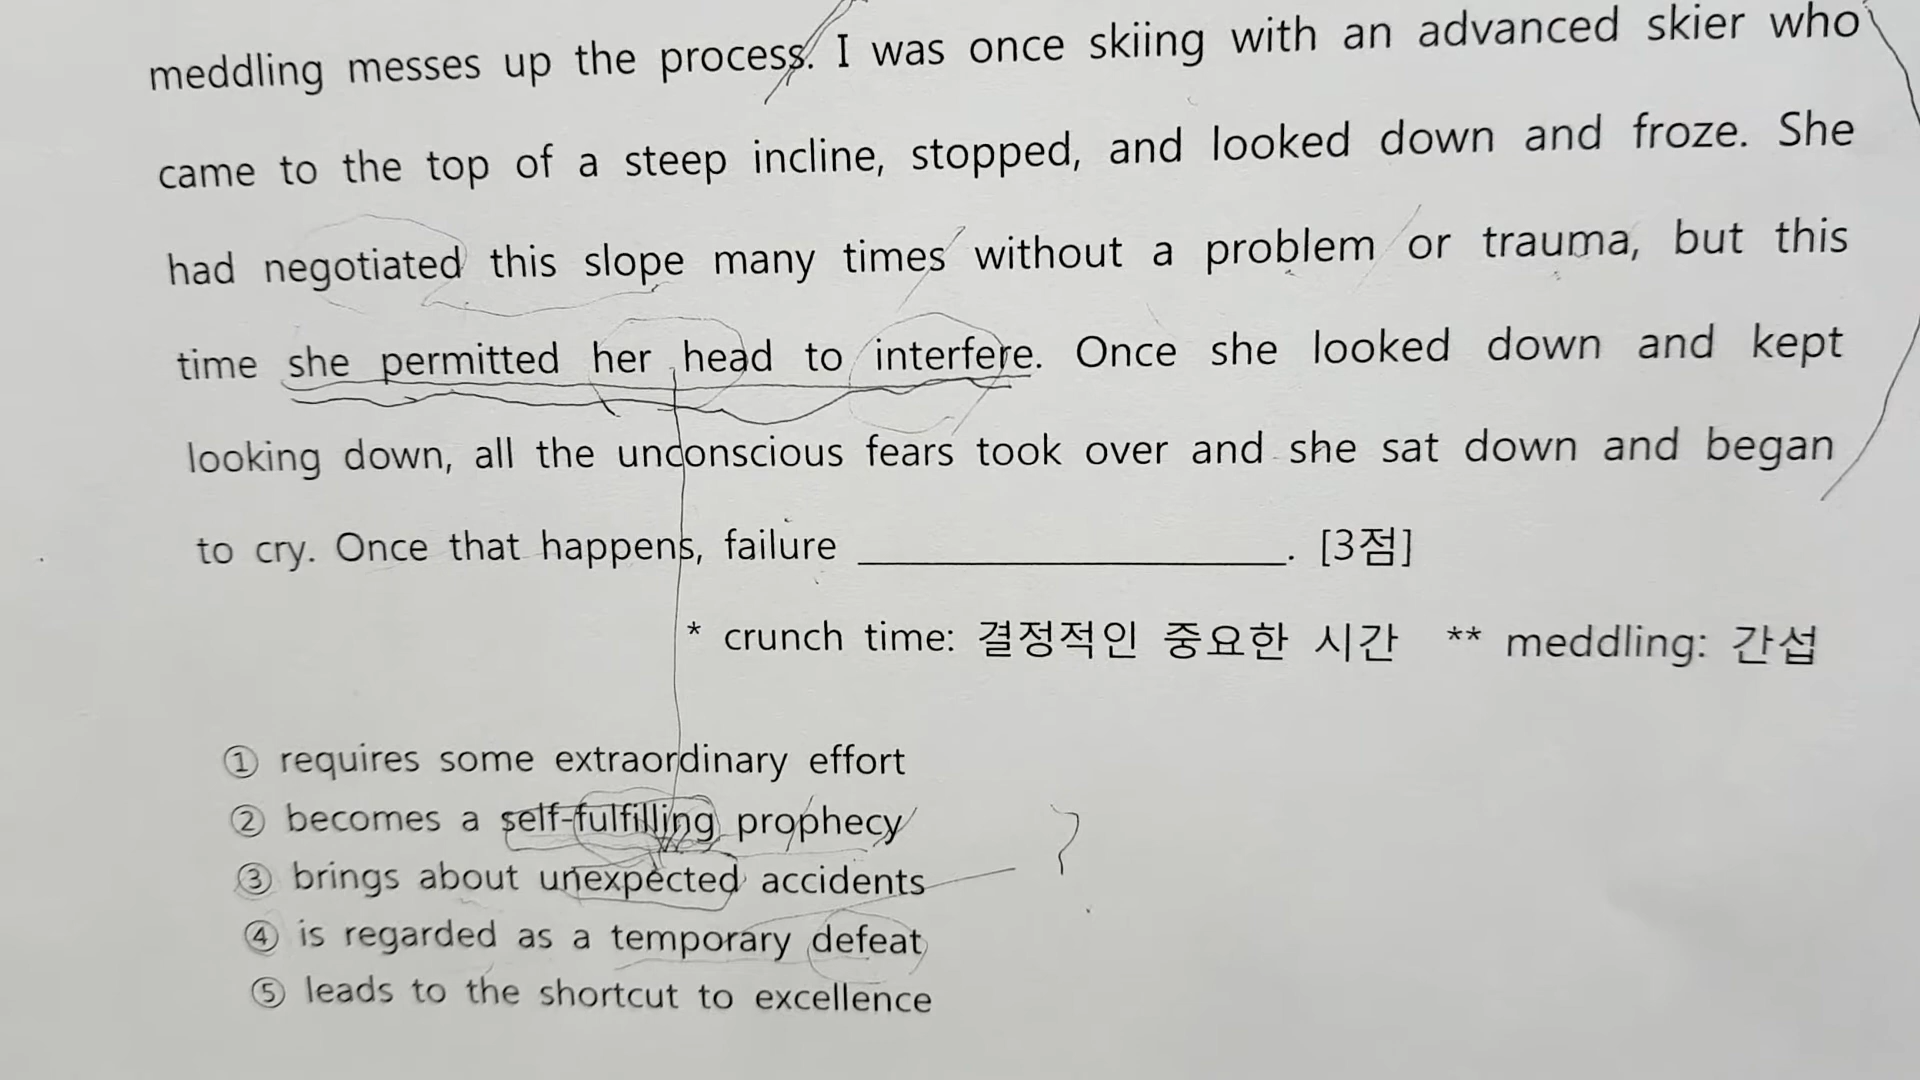 meddling messes up the process. I was once skiing with an advanced skier who
came to the top of a steep incline, stopped, and looked down and froze. She
had negotiated this slope many times without a problem or trauma, but this
time she permitted her head to interfere. Once she looked down and kept
looking down, all the unconscious fears took over and she sat down and began
to cry. Once that happens, failure ____________________. [3점]
* crunch time: 결정적인 중요한 시간 ** meddling: 간섭
① requires some extraordinary effort
② becomes a self-fulfilling prophecy
③ brings about unexpected accidents
?
④ is regarded as a temporary defeat
⑤ leads to the shortcut to excellence